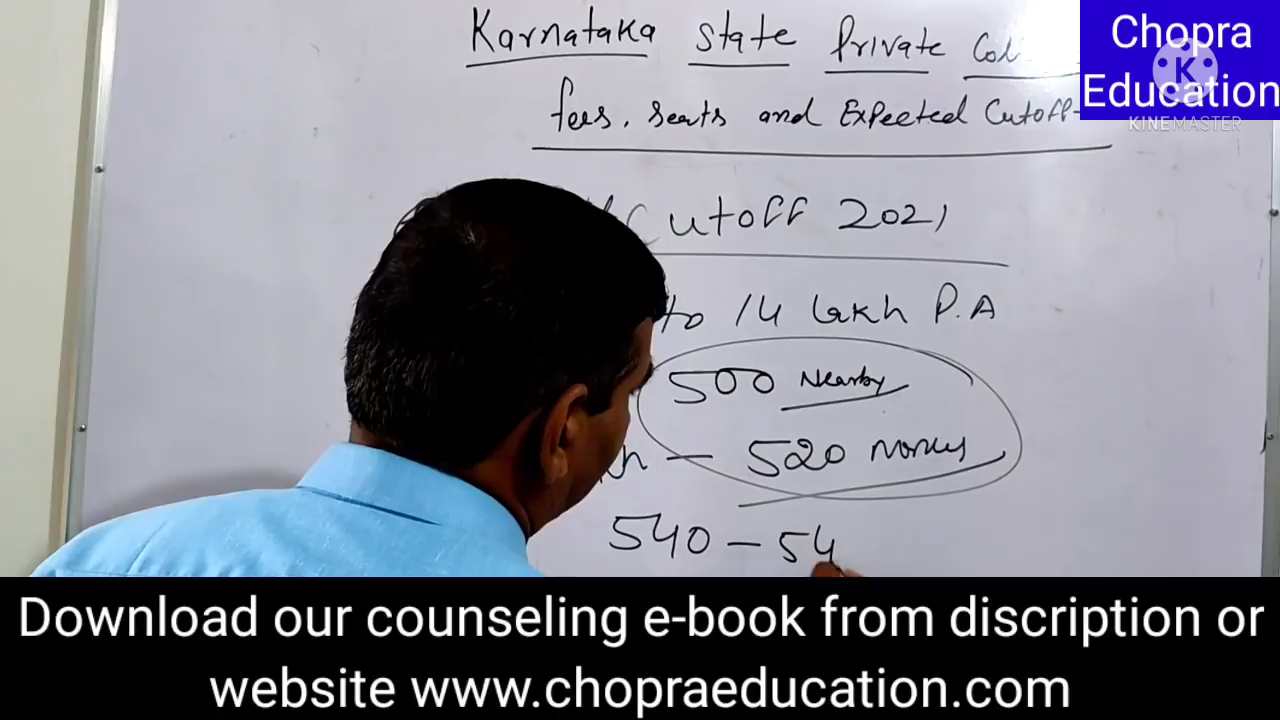 Karnataka State Private
fees, seats and Expected Cutoff
Chopra
Education
K
KINEMASTER
Cutoff 2021
to 14 lakh P.A
500 Nearby
520 Marks
540 - 54
Download our counseling e-book from discription or
website www.chopraeducation.com